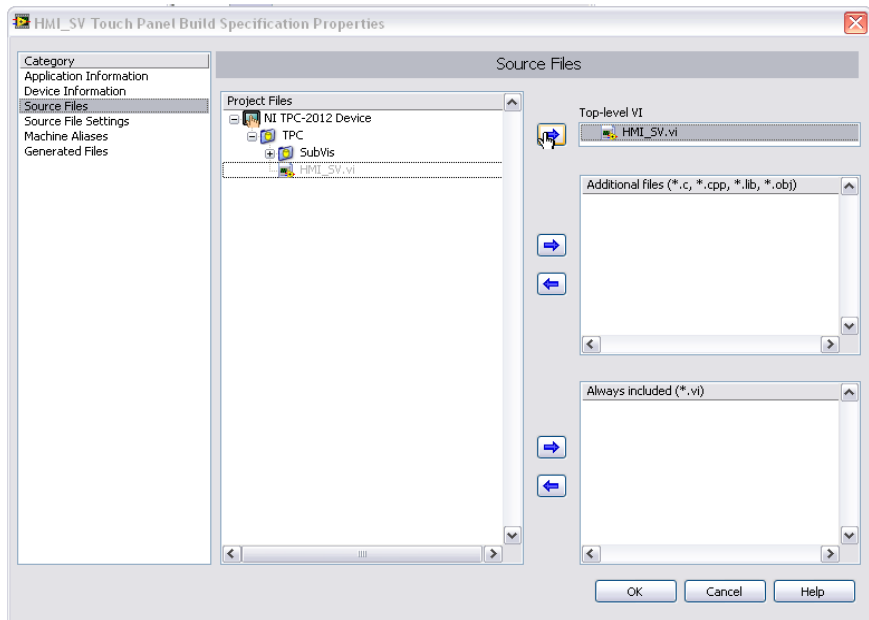 HMI_SV Touch Panel Build Specification Properties
Category
Application Information
Device Information
Source Files
Source File Settings
Machine Aliases
Generated Files
Source Files
Project Files
NI TPC-2012 Device
TPC
SubVis
HMI_SV.vi
Top-level VI
HMI_SV.vi
Additional files (*.c, *.cpp, *.lib, *.obj)
Always included (*.vi)
OK
Cancel
Help